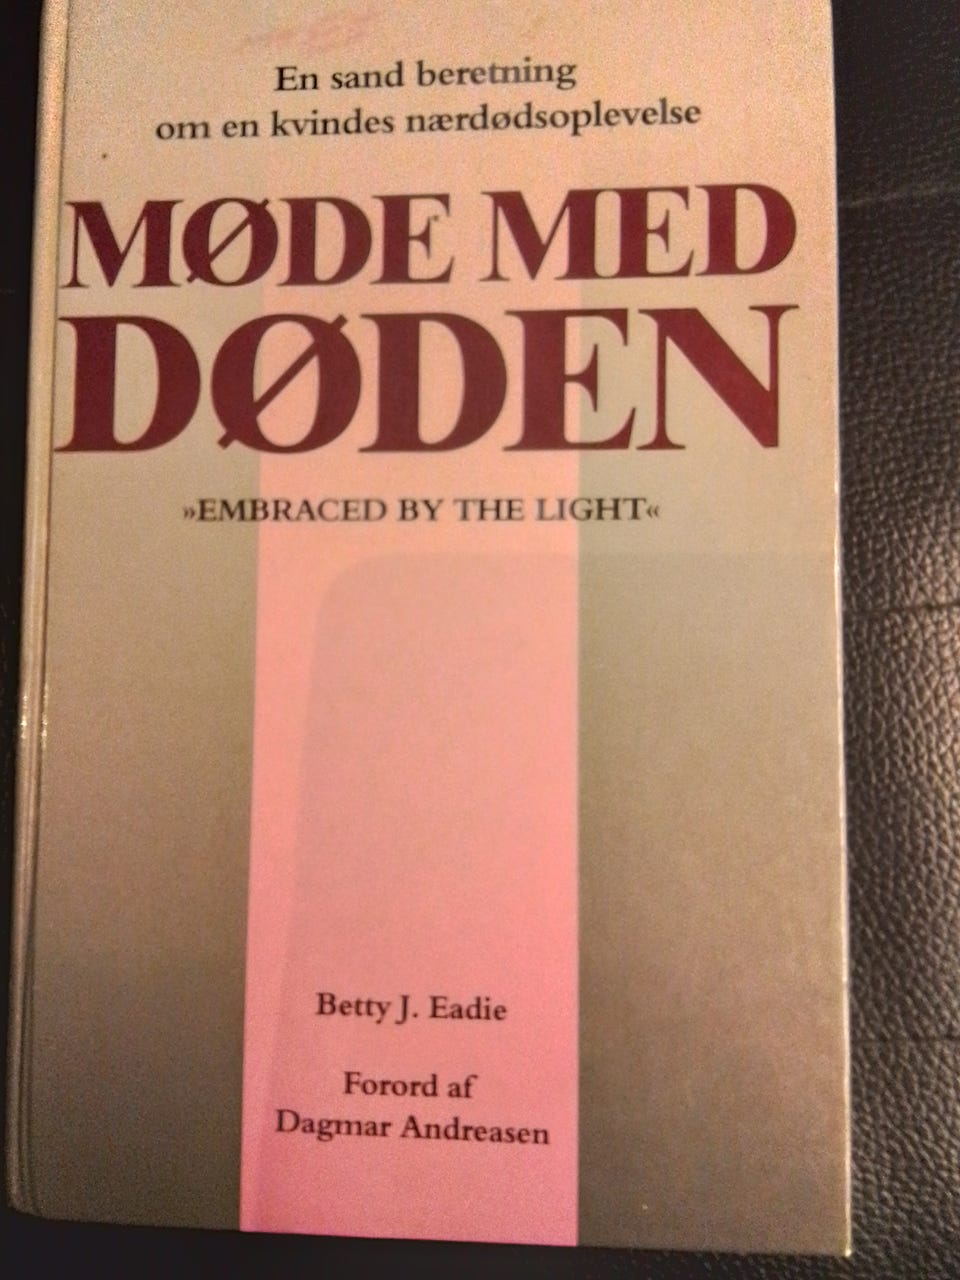 En sand beretning
om en kvindes nærdødsoplevelse
MØDE MED
DØDEN
»EMBRACED BY THE LIGHT«
Betty J. Eadie
Forord af
Dagmar Andreasen